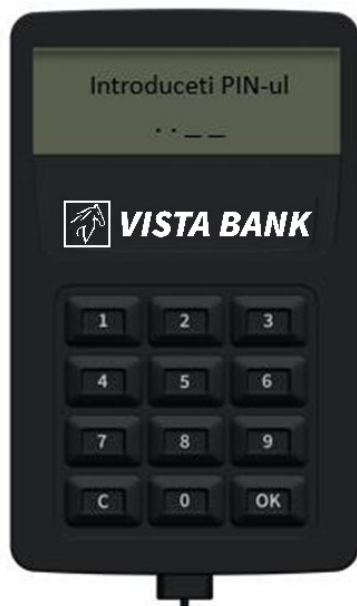 Introduceti PIN-ul
. . _ _
VISTA BANK
1 2 3
4 5 6
7 8 9
C 0 OK